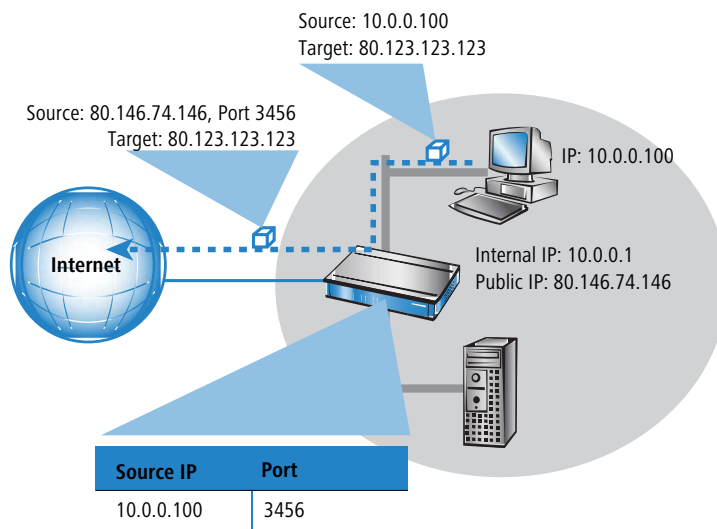 Source: 10.0.0.100
Target: 80.123.123.123
Source: 80.146.74.146, Port 3456
Target: 80.123.123.123
IP: 10.0.0.100
Internet
Internal IP: 10.0.0.1
Public IP: 80.146.74.146
Source IP Port
10.0.0.100 3456